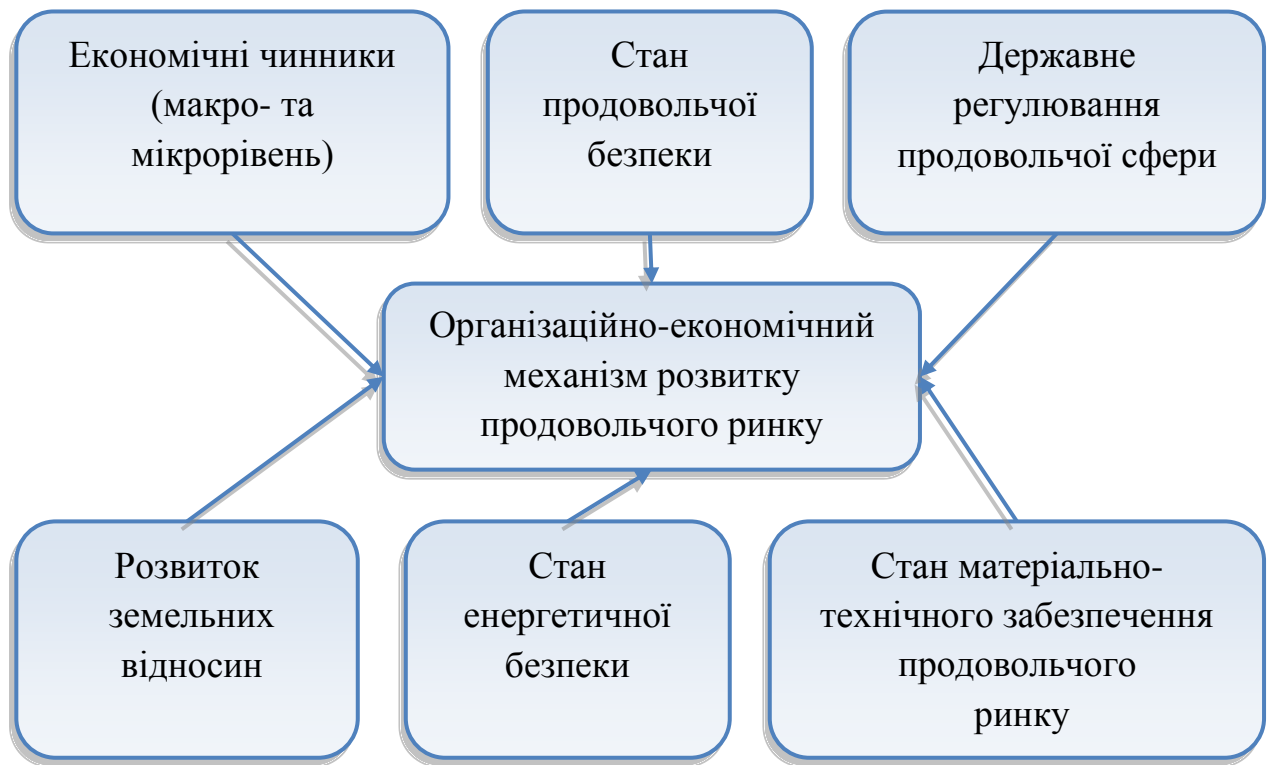 Економічні чинники
(макро- та
мікрорівень)
Стан
продовольчої
безпеки
Державне
регулювання
продовольчої сфери
Організаційно-економічний
механізм розвитку
продовольчого ринку
Розвиток
земельних
відносин
Стан
енергетичної
безпеки
Стан матеріально-
технічного забезпечення
продовольчого
ринку